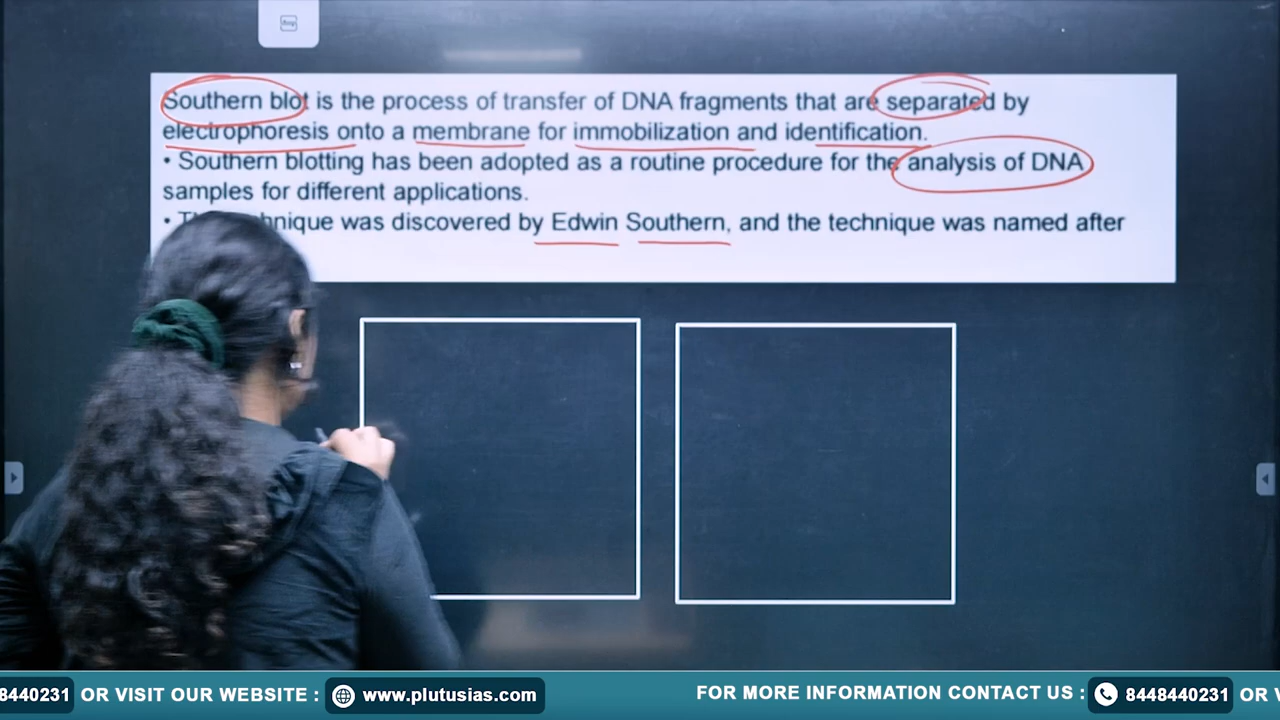 Southern blot is the process of transfer of DNA fragments that are separated by
electrophoresis onto a membrane for immobilization and identification.
• Southern blotting has been adopted as a routine procedure for the analysis of DNA
samples for different applications.
• technique was discovered by Edwin Southern, and the technique was named after
8440231 OR VISIT OUR WEBSITE : www.plutusias.com FOR MORE INFORMATION CONTACT US : 8448440231 OR V